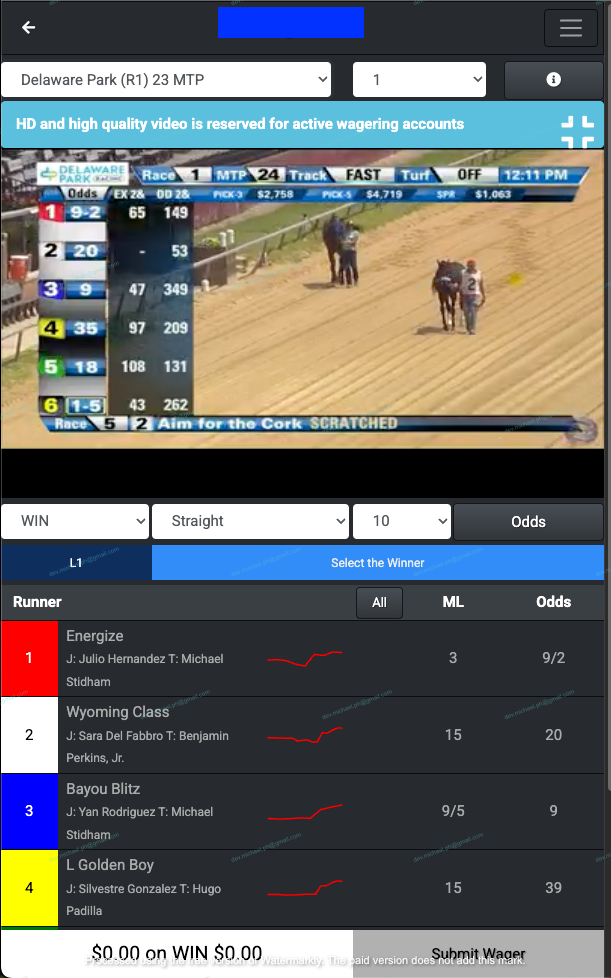 Delaware Park (R1) 23 MTP
1
HD and high quality video is reserved for active wagering accounts
DELAWARE PARK RACING Race 1 MTP 24 Track FAST Turf OFF 12:11 PM
Odds EX 2& DD 2& PICK-3 $2,758 PICK-5 $4,719 SPR $1,063
1 9-2 65 149
2 20 - 53
3 9 47 349
4 35 97 209
5 18 108 131
6 1-5 43 262
2
Race 5 2 Aim for the Cork SCRATCHED
WIN
Straight
10
Odds
L1
Select the Winner
Runner All ML Odds
1
Energize
J: Julio Hernandez T: Michael
Stidham
3
9/2
2
Wyoming Class
J: Sara Del Fabbro T: Benjamin
Perkins, Jr.
15
20
3
Bayou Blitz
J: Yan Rodriguez T: Michael
Stidham
9/5
9
4
L Golden Boy
J: Silvestre Gonzalez T: Hugo
Padilla
15
39
$0.00 on WIN $0.00
Submit Wager
Processed using the free version of Watermarkly. The paid version does not add this mark.
dev.michael.ph@gmail.com